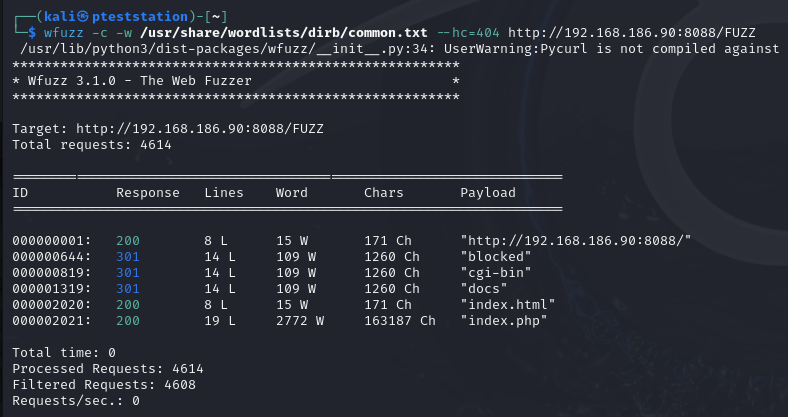 ┌──(kali㉿pteststation)-[~]
└─$ wfuzz -c -w /usr/share/wordlists/dirb/common.txt --hc=404 http://192.168.186.90:8088/FUZZ
/usr/lib/python3/dist-packages/wfuzz/__init__.py:34: UserWarning:Pycurl is not compiled against
********************************************************
* Wfuzz 3.1.0 - The Web Fuzzer                         *
********************************************************
Target: http://192.168.186.90:8088/FUZZ
Total requests: 4614
=====================================================================
ID           Response   Lines    Word       Chars       Payload
=====================================================================
000000001:   200        8 L      15 W       171 Ch      "http://192.168.186.90:8088/"
000000644:   301        14 L     109 W      1260 Ch     "blocked"
000000819:   301        14 L     109 W      1260 Ch     "cgi-bin"
000001319:   301        14 L     109 W      1260 Ch     "docs"
000002020:   200        8 L      15 W       171 Ch      "index.html"
000002021:   200        19 L     2772 W     163187 Ch   "index.php"
Total time: 0
Processed Requests: 4614
Filtered Requests: 4608
Requests/sec.: 0